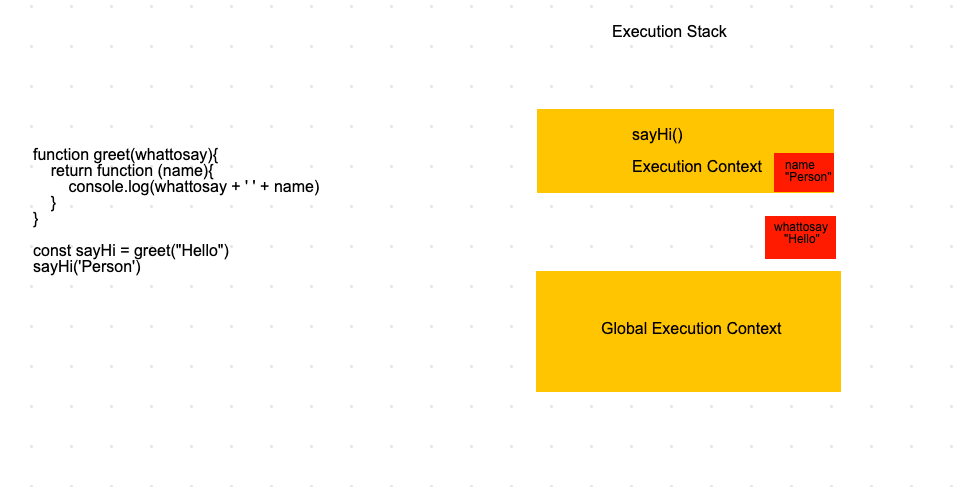 Execution Stack
function greet(whattosay){
return function (name){
console.log(whattosay + ' ' + name)
}
}
const sayHi = greet("Hello")
sayHi('Person')
sayHi()
Execution Context
name
"Person"
whattosay
"Hello"
Global Execution Context